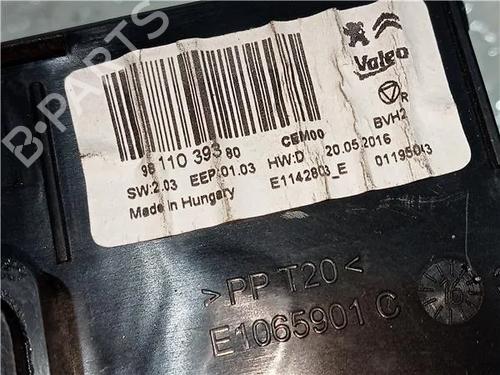 Valeo
R
BVH2
98 110 393 80
CEM00
SW:2.03 EEP:01.03 HW:D 20.05.2016
Made in Hungary E1142803_E 01195043
>PP T20<
E1065901 C
16
B-PARTS